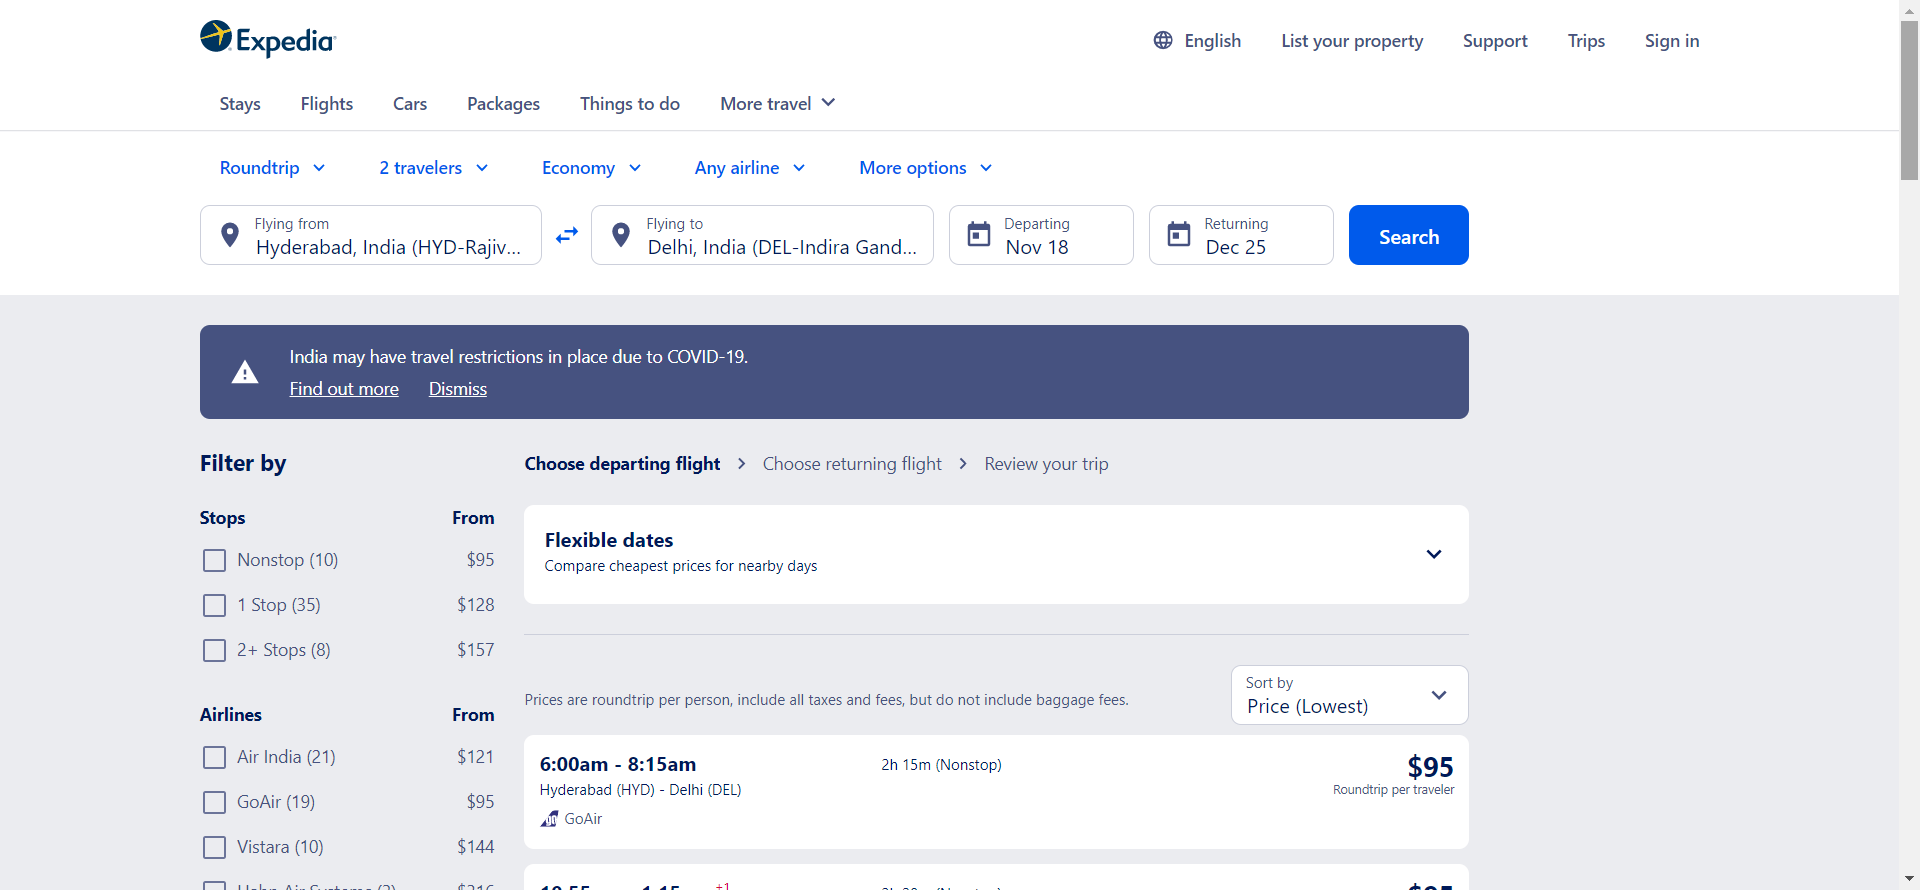 Expedia
English
List your property
Support
Trips
Sign in
Stays
Flights
Cars
Packages
Things to do
More travel
Roundtrip
2 travelers
Economy
Any airline
More options
Flying from
Hyderabad, India (HYD-Rajiv...
Flying to
Delhi, India (DEL-Indira Gand...
Departing
Nov 18
Returning
Dec 25
Search
India may have travel restrictions in place due to COVID-19.
Find out more
Dismiss
Filter by
Stops From
Nonstop (10) $95
1 Stop (35) $128
2+ Stops (8) $157
Airlines From
Air India (21) $121
GoAir (19) $95
Vistara (10) $144
Choose departing flight
Choose returning flight
Review your trip
Flexible dates
Compare cheapest prices for nearby days
Prices are roundtrip per person, include all taxes and fees, but do not include baggage fees.
Sort by
Price (Lowest)
6:00am - 8:15am
2h 15m (Nonstop)
$95
Hyderabad (HYD) - Delhi (DEL)
Roundtrip per traveler
GoAir
+1